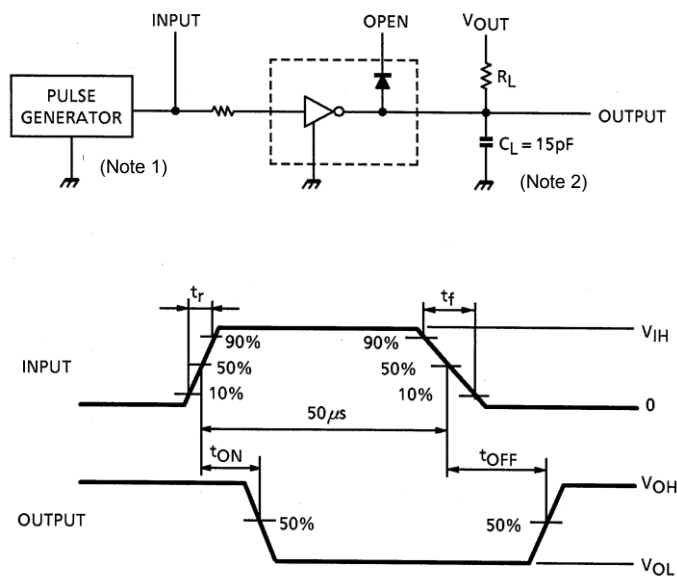 INPUT
OPEN
VOUT
PULSE
GENERATOR
RL
OUTPUT
CL = 15pF
(Note 1)
(Note 2)
tr
tf
VIH
90%
90%
INPUT
50%
50%
10%
10%
0
50μs
tON
tOFF
VOH
OUTPUT
50%
50%
VOL